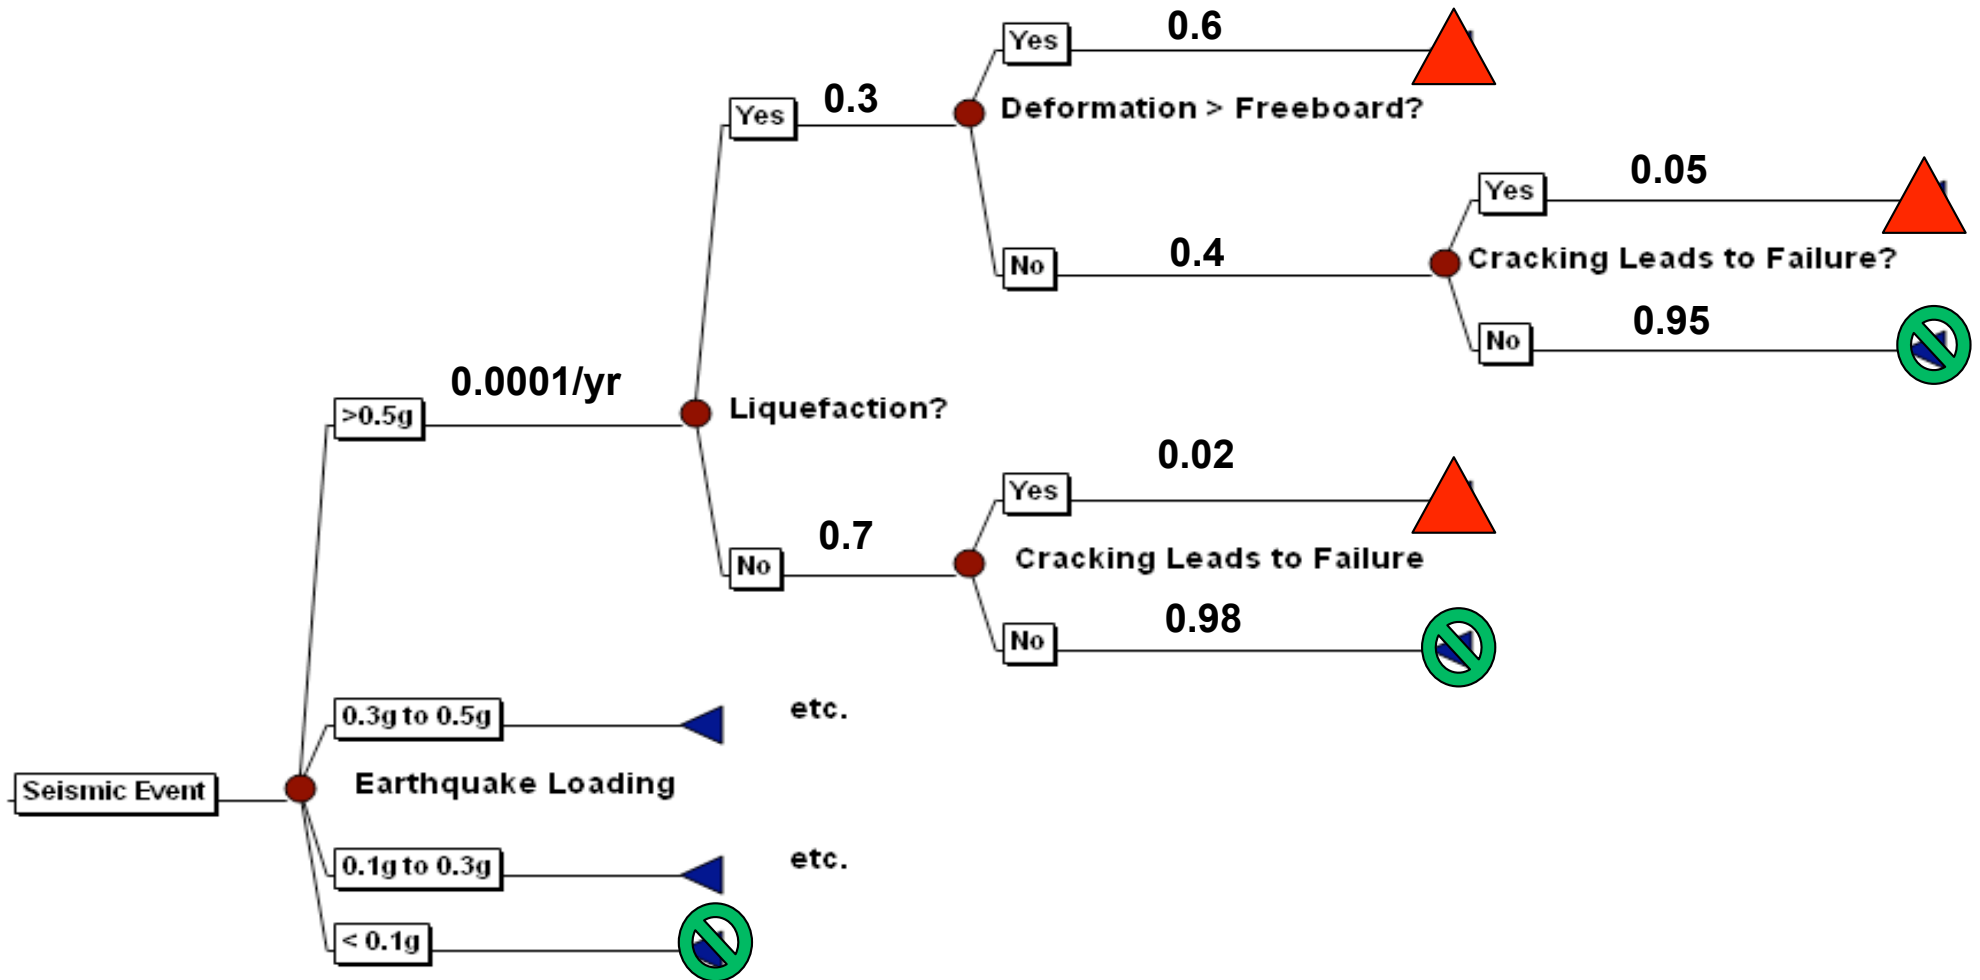 0.6
Yes
0.3
Deformation > Freeboard?
Yes
0.05
Yes
0.4
No
Cracking Leads to Failure?
0.95
No
0.0001/yr
>0.5g
Liquefaction?
0.02
Yes
0.7
No
Cracking Leads to Failure
0.98
No
0.3g to 0.5g
etc.
Seismic Event
Earthquake Loading
0.1g to 0.3g
etc.
< 0.1g